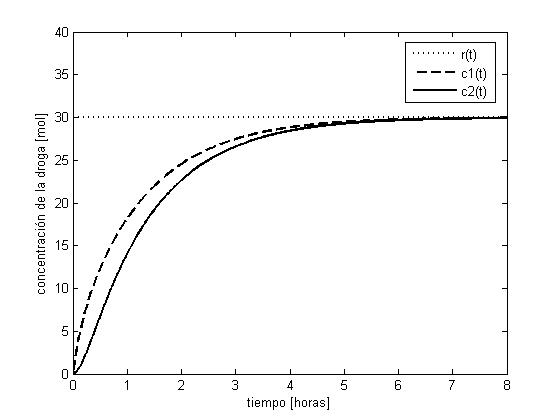 40
35
30
25
20
15
10
5
0
0 1 2 3 4 5 6 7 8
concentración de la droga [mol]
tiempo [horas]
r(t)
c1(t)
c2(t)